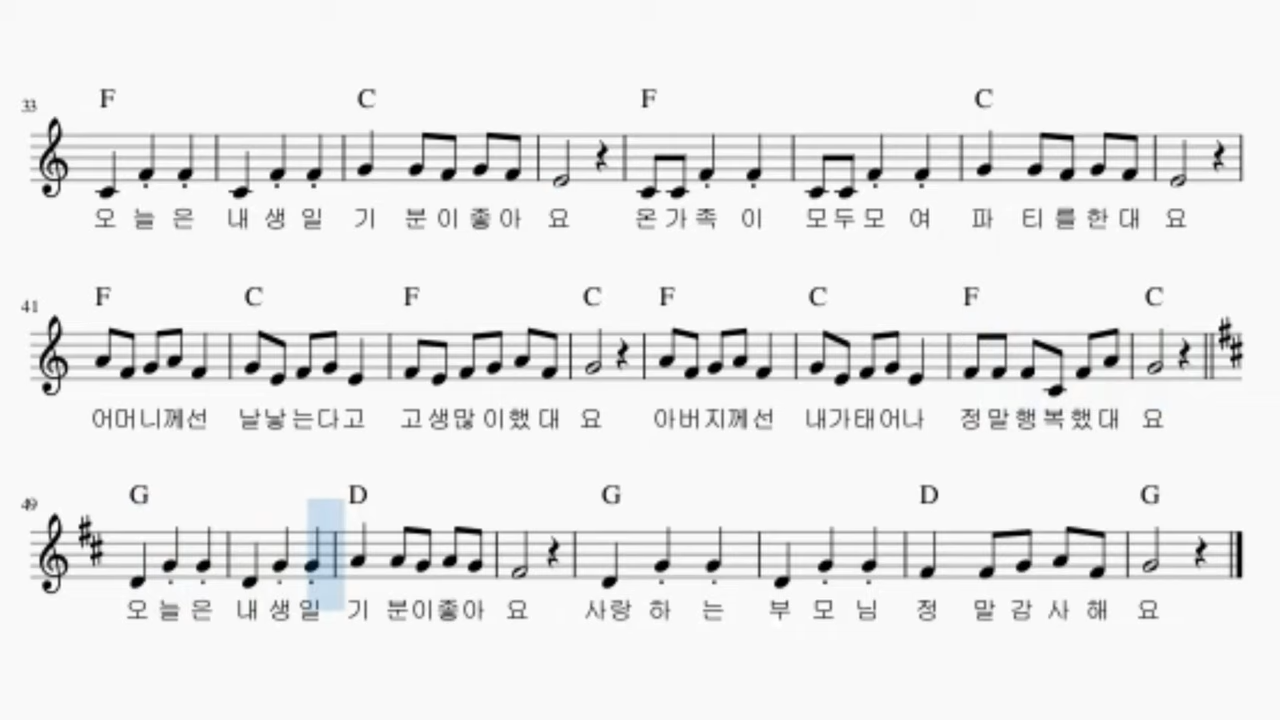 F C F C
33
오 늘 은 내 생 일 기 분 이 좋 아 요 온 가 족 이 모 두 모 여 파 티 를 한 대 요
F C F C F C F C
41
어머니께선 날낳는다고 고생많이했대요 아버지께선 내가태어나 정말행복했대요
G D G D G
49
오 늘 은 내 생 일 기 분이좋아 요 사랑 하 는 부 모 님 정 말 감 사 해 요